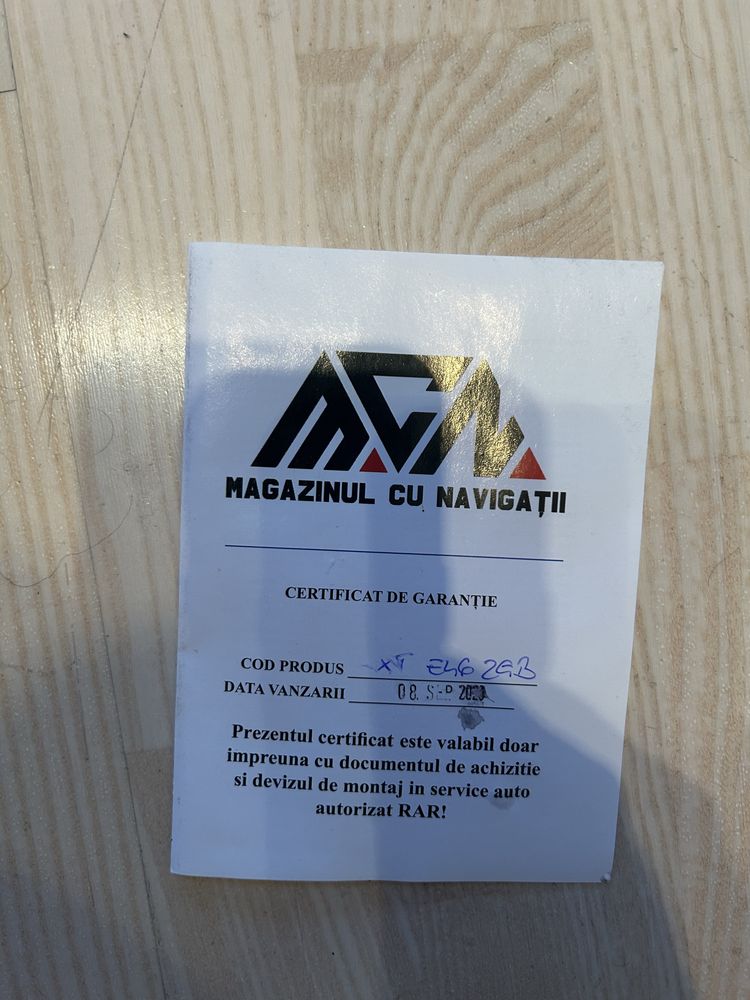 MCN
MAGAZINUL CU NAVIGAȚII
CERTIFICAT DE GARANȚIE
COD PRODUS XT E46 2GB
DATA VANZARII 08. SEP
Prezentul certificat este valabil doar
impreuna cu documentul de achizitie
si devizul de montaj in service auto
autorizat RAR!